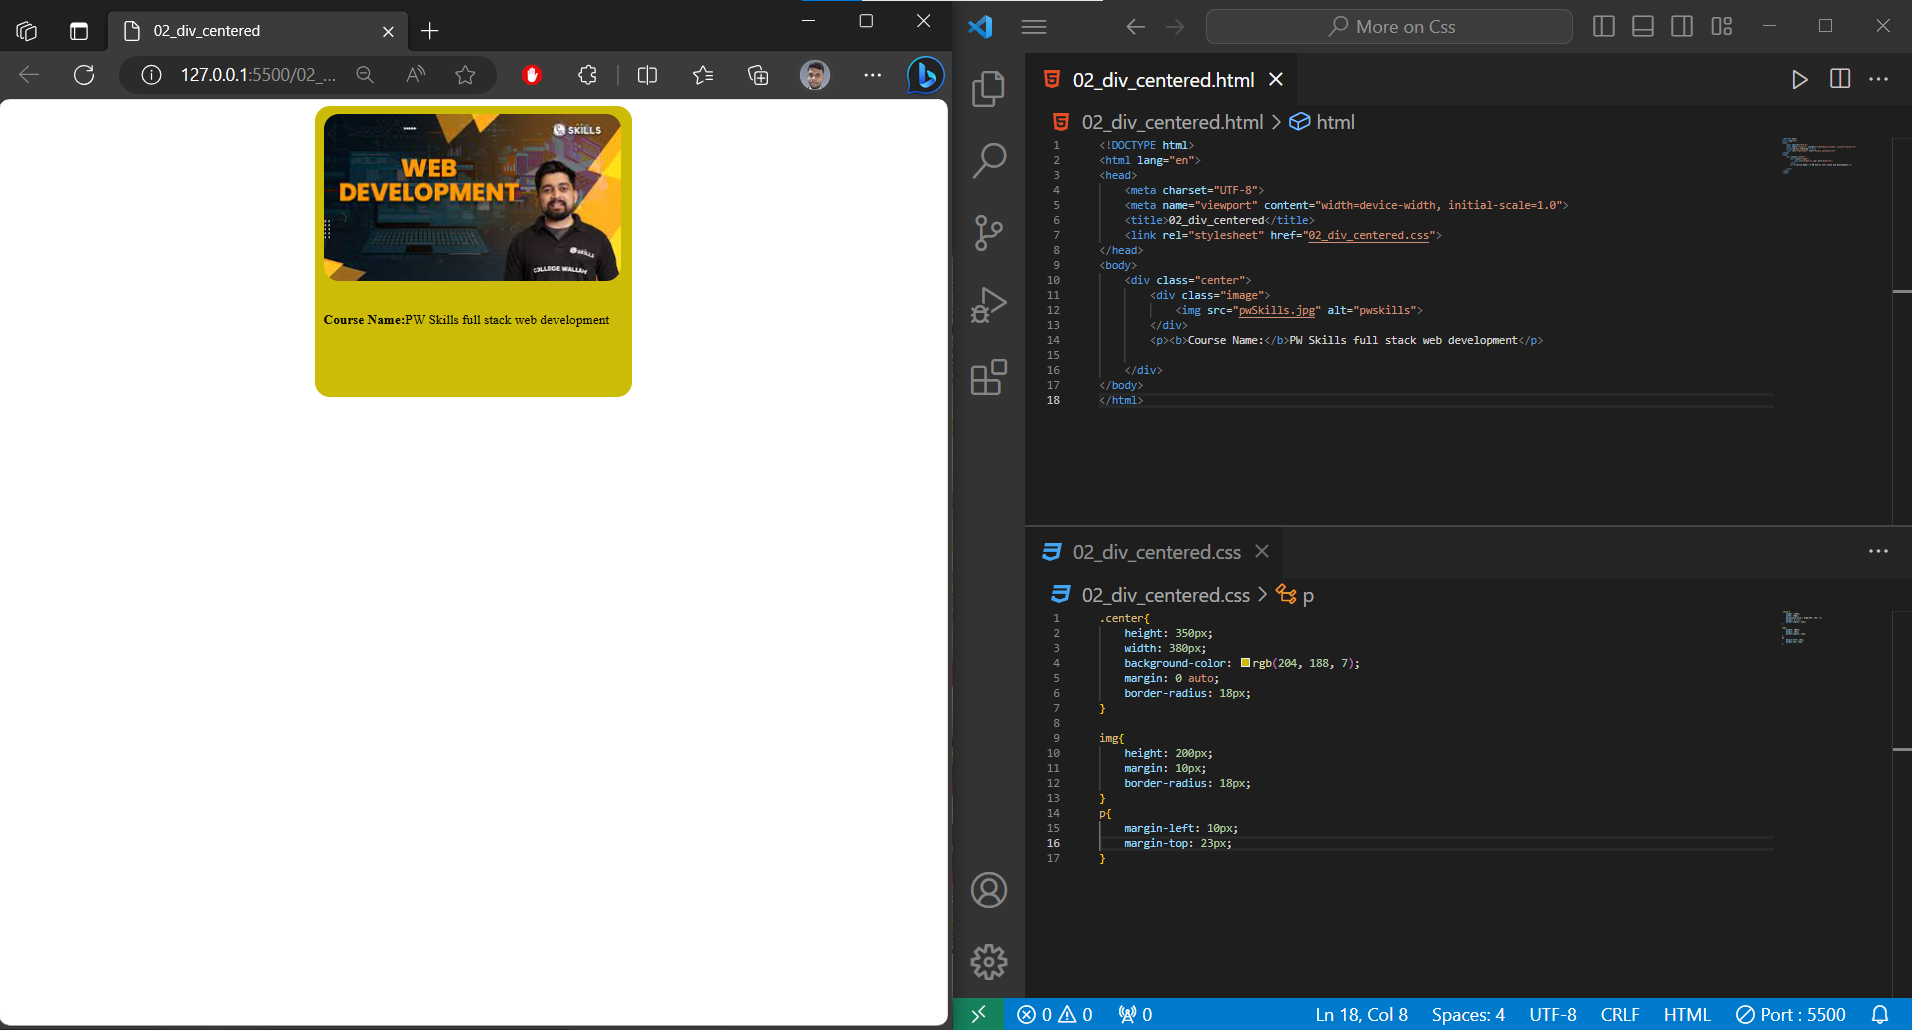 02_div_centered
127.0.0.1:5500/02_...
SKILLS
WEB
DEVELOPMENT
SKILLS
COLLEGE WALLAH
Course Name:PW Skills full stack web development
More on Css
02_div_centered.html
02_div_centered.html > html
1 <!DOCTYPE html>
2 <html lang="en">
3 <head>
4 <meta charset="UTF-8">
5 <meta name="viewport" content="width=device-width, initial-scale=1.0">
6 <title>02_div_centered</title>
7 <link rel="stylesheet" href="02_div_centered.css">
8 </head>
9 <body>
10 <div class="center">
11 <div class="image">
12 <img src="pwSkills.jpg" alt="pwskills">
13 </div>
14 <p><b>Course Name:</b>PW Skills full stack web development</p>
15
16 </div>
17 </body>
18 </html>
02_div_centered.css
02_div_centered.css > p
1 .center{
2 height: 350px;
3 width: 380px;
4 background-color: rgb(204, 188, 7);
5 margin: 0 auto;
6 border-radius: 18px;
7 }
8
9 img{
10 height: 200px;
11 margin: 10px;
12 border-radius: 18px;
13 }
14 p{
15 margin-left: 10px;
16 margin-top: 23px;
17 }
0 0 0 Ln 18, Col 8 Spaces: 4 UTF-8 CRLF HTML Port : 5500